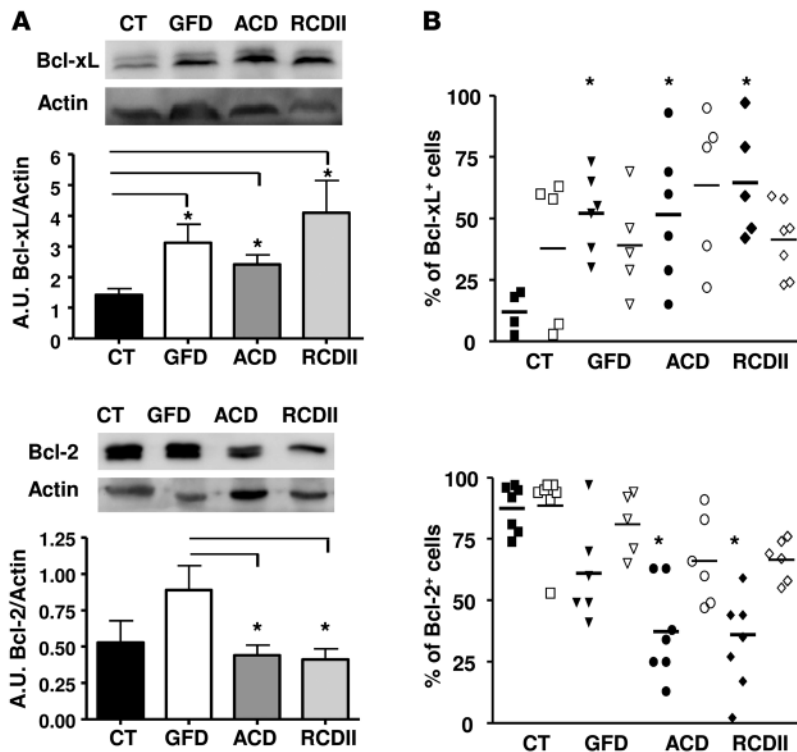 A
CT GFD ACD RCDII
Bcl-xL
Actin
A.U. Bcl-xL/Actin
6
5
4
3
2
1
0
* * *
CT GFD ACD RCDII
CT GFD ACD RCDII
Bcl-2
Actin
A.U. Bcl-2/Actin
1.25
1.00
0.75
0.50
0.25
0.00
* *
CT GFD ACD RCDII
B
% of Bcl-xL+ cells
100
75
50
25
0
* * *
CT GFD ACD RCDII
% of Bcl-2+ cells
100
75
50
25
0
* *
CT GFD ACD RCDII